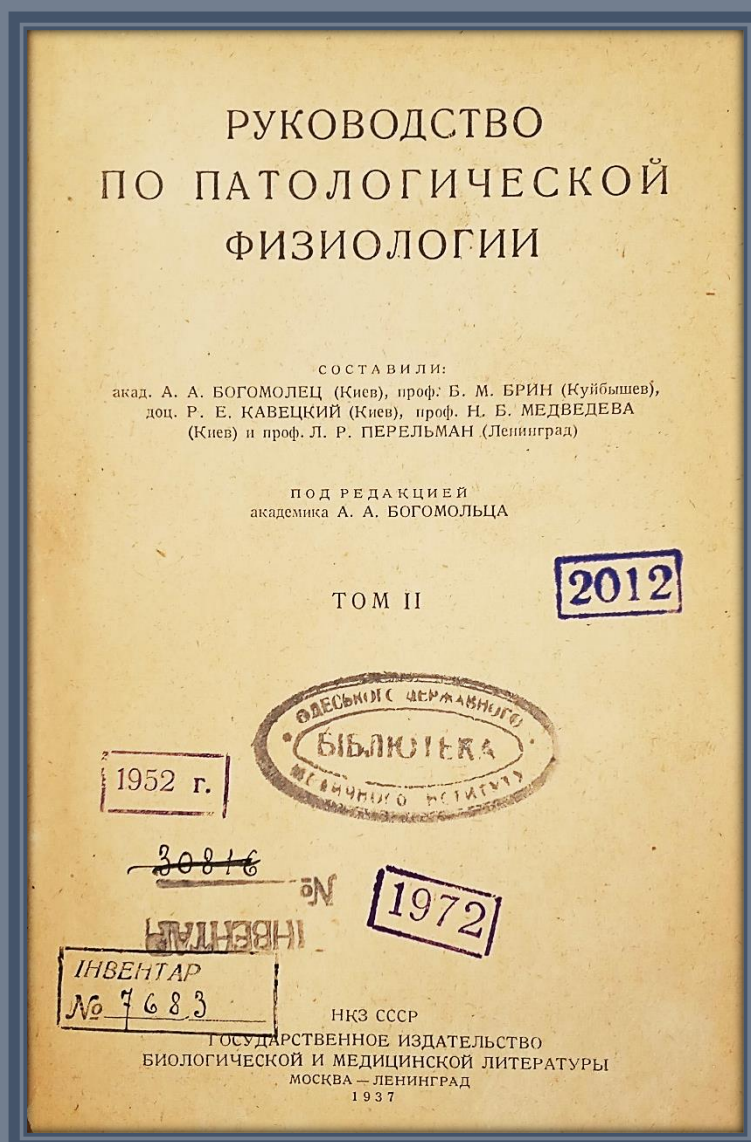 РУКОВОДСТВО
ПО ПАТОЛОГИЧЕСКОЙ
ФИЗИОЛОГИИ
СОСТАВИЛИ:
акад. А. А. БОГОМОЛЕЦ (Киев), проф. Б. М. БРИН (Куйбышев),
доц. Р. Е. КАВЕЦКИЙ (Киев), проф. Н. Б. МЕДВЕДЕВА
(Киев) и проф. Л. Р. ПЕРЕЛЬМАН (Ленинград)
ПОД РЕДАКЦИЕЙ
академика А. А. БОГОМОЛЬЦА
ТОМ II
2012
ОДЕСЬКОГО ДЕРЖАВНОГО
БІБЛІОТЕКА
МЕДИЧНОГО ІНСТИТУТУ
1952 г.
30816
№
ІНВЕНТАР
1972
ІНВЕНТАР
№ 7683
НКЗ СССР
ГОСУДАРСТВЕННОЕ ИЗДАТЕЛЬСТВО
БИОЛОГИЧЕСКОЙ И МЕДИЦИНСКОЙ ЛИТЕРАТУРЫ
МОСКВА — ЛЕНИНГРАД
1937